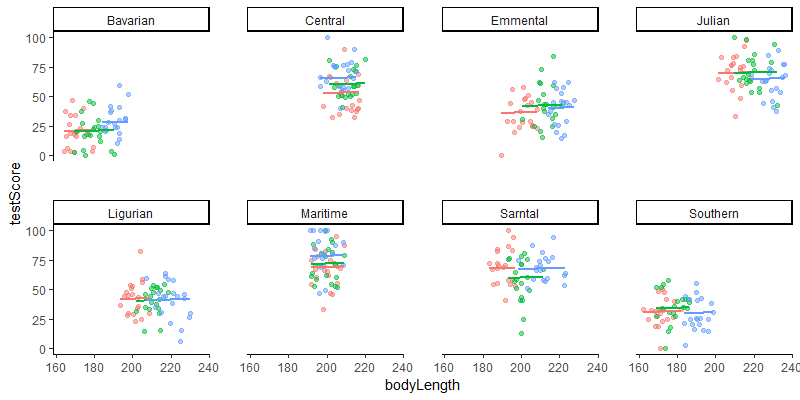 Bavarian Central Emmental Julian
100
75
50
25
0
testScore
Ligurian Maritime Sarntal Southern
100
75
50
25
0
160 180 200 220 240 160 180 200 220 240 160 180 200 220 240 160 180 200 220 240
bodyLength